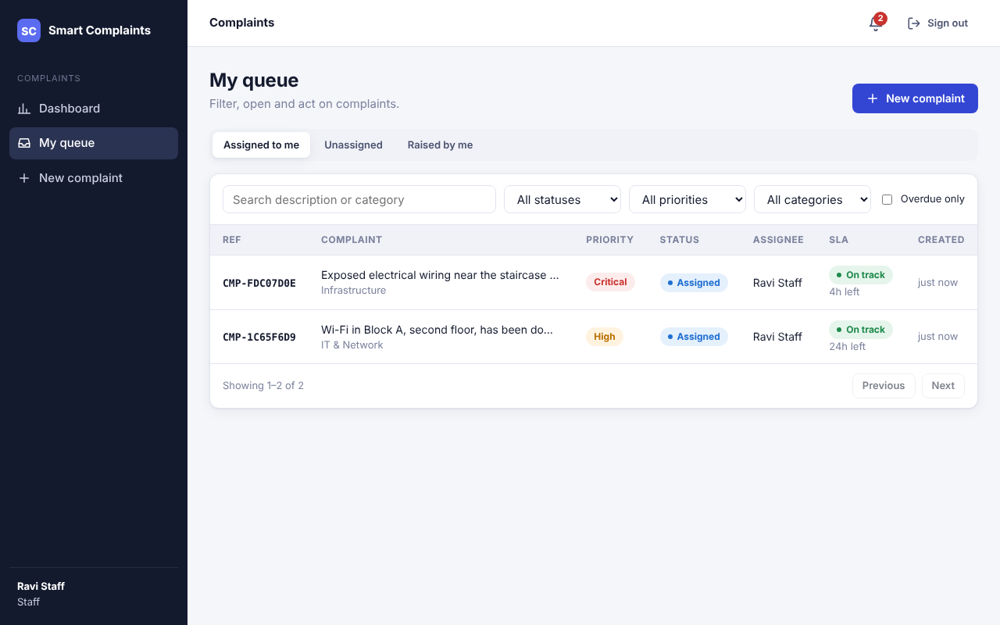 SC Smart Complaints
COMPLAINTS
Dashboard
My queue
New complaint
Ravi Staff
Staff
Complaints
2
Sign out
My queue
Filter, open and act on complaints.
New complaint
Assigned to me Unassigned Raised by me
Search description or category All statuses All priorities All categories Overdue only
REF COMPLAINT PRIORITY STATUS ASSIGNEE SLA CREATED
CMP-FDC07D0E Exposed electrical wiring near the staircase ... Critical Assigned Ravi Staff On track just now
Infrastructure 4h left
CMP-1C65F6D9 Wi-Fi in Block A, second floor, has been do... High Assigned Ravi Staff On track just now
IT & Network 24h left
Showing 1–2 of 2 Previous Next